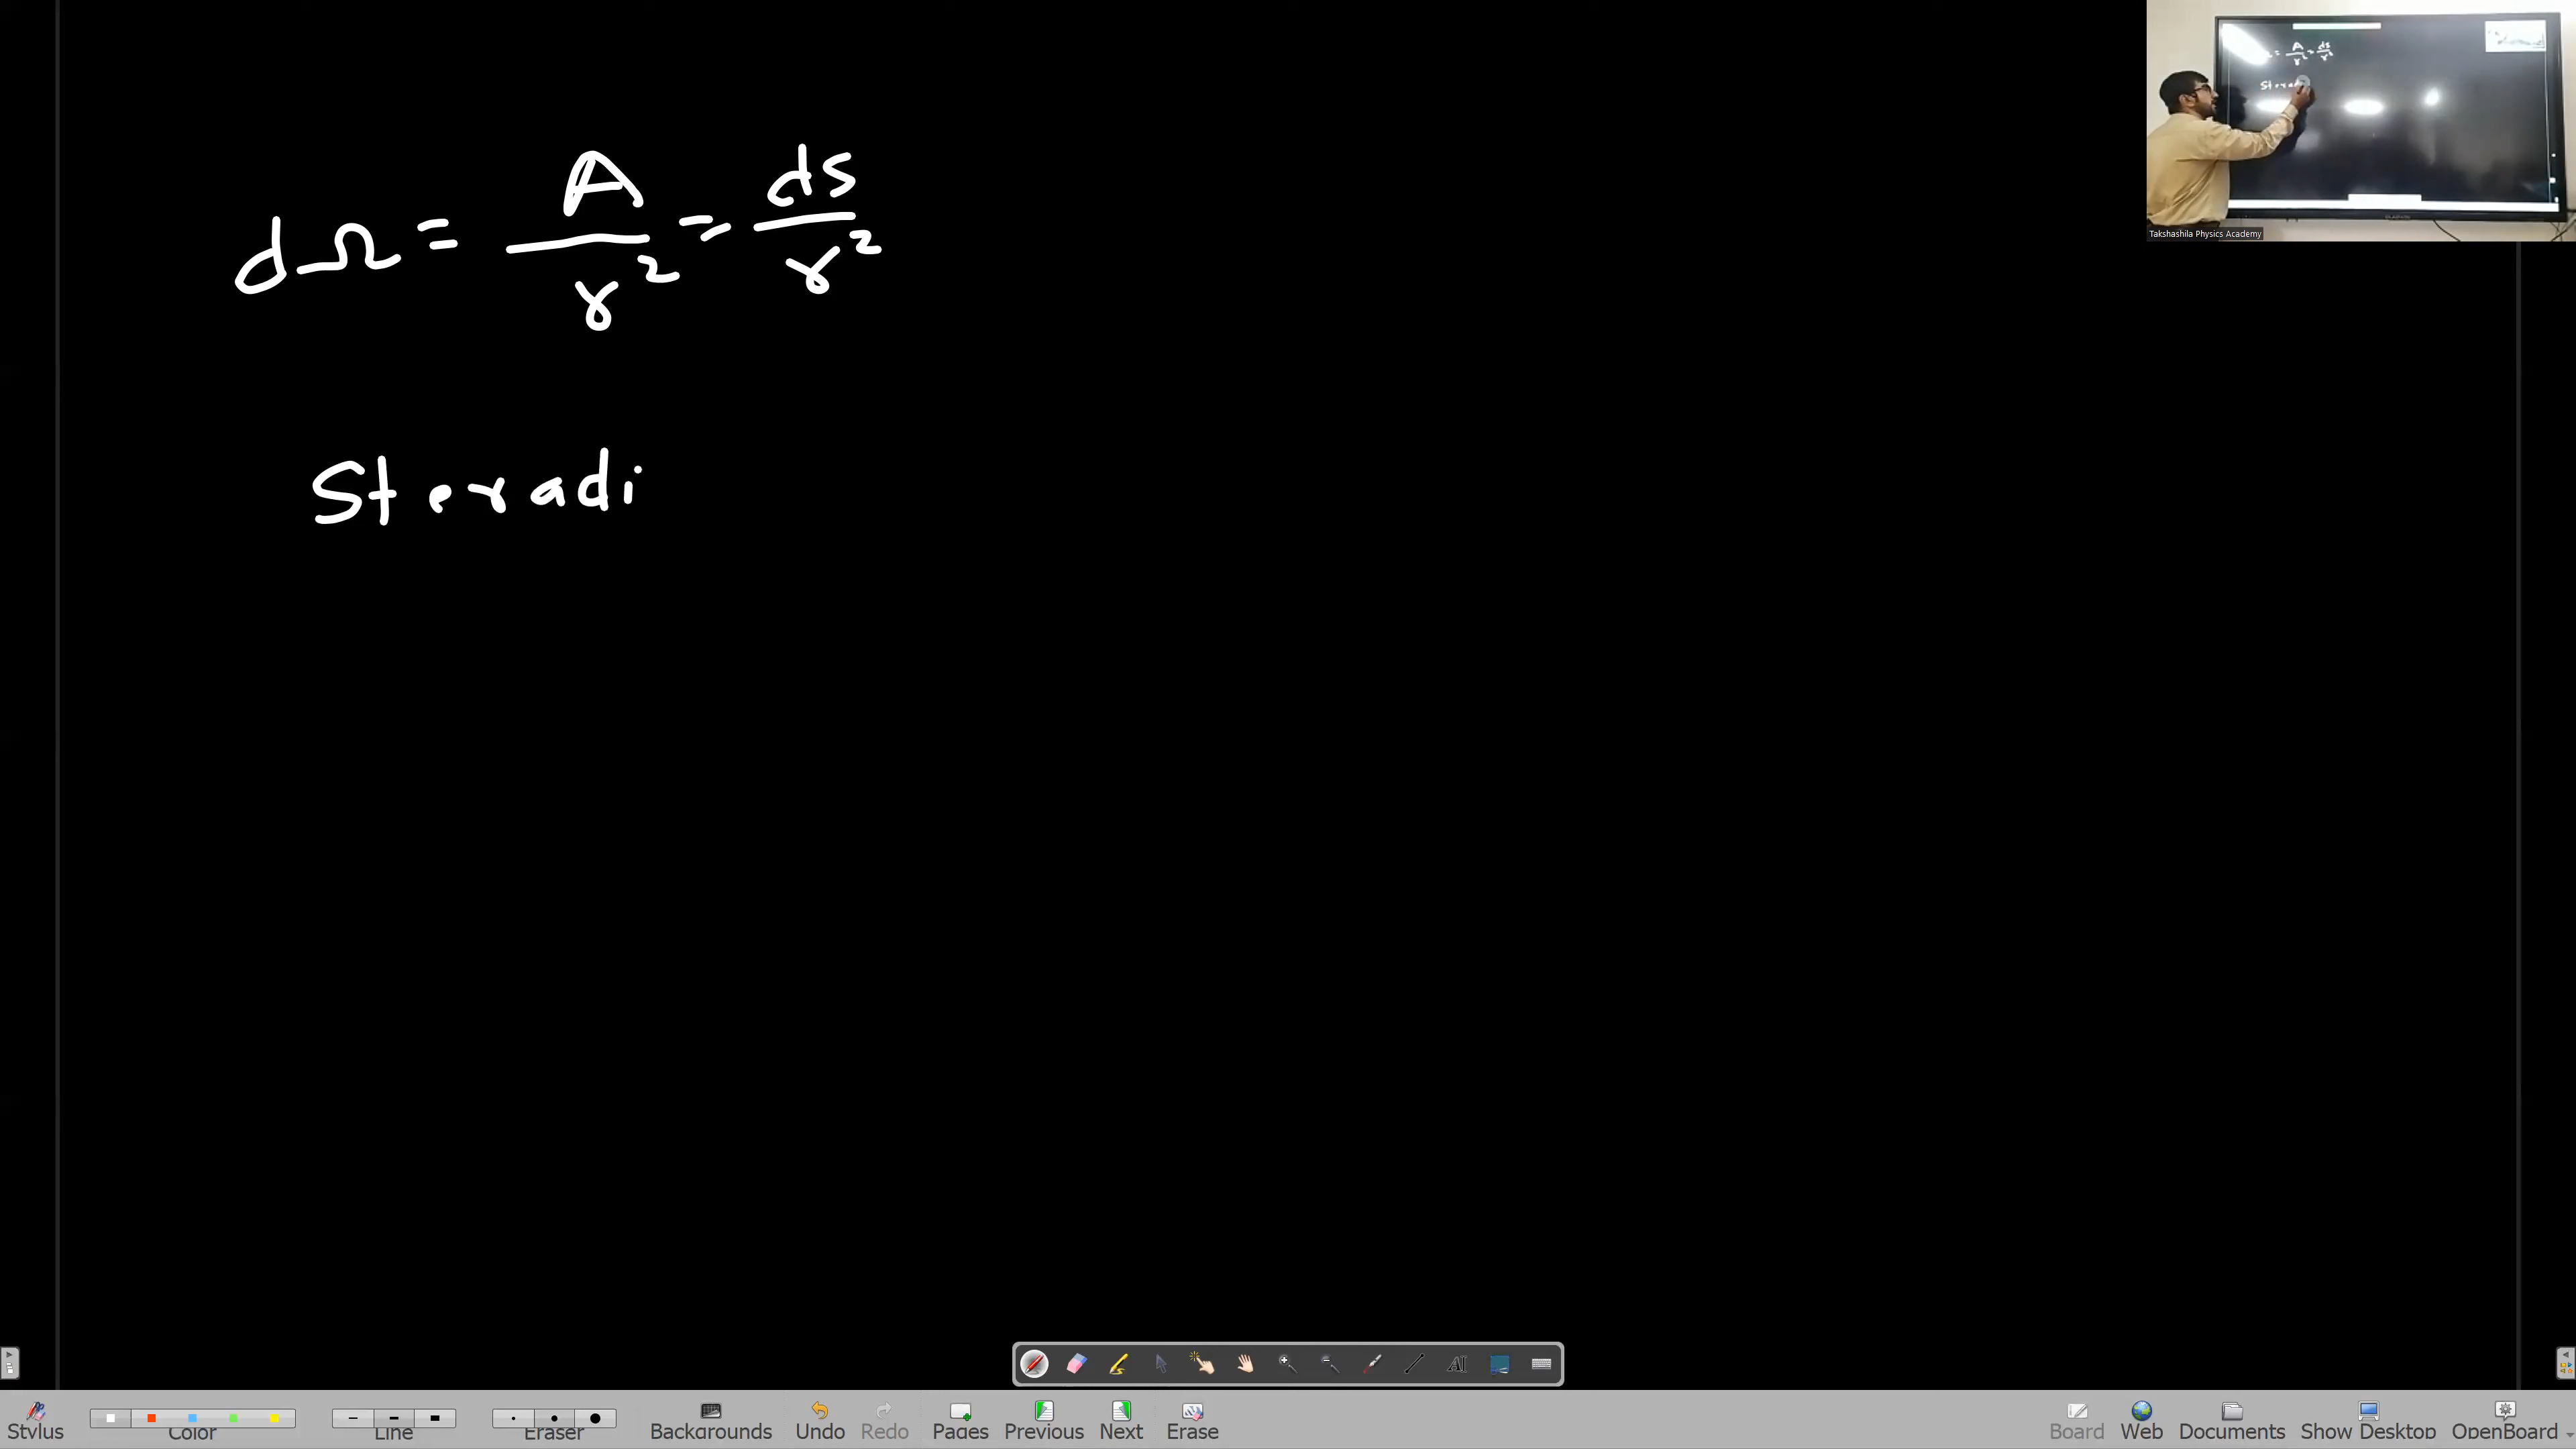 dΩ = A/r² = ds/r²
Steradi
Takshashila Physics Academy
Stylus Color Line Eraser Backgrounds Undo Redo Pages Previous Next Erase Board Web Documents Show Desktop OpenBoard